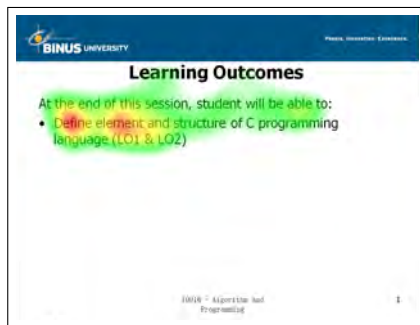 BINUS UNIVERSITY
People, Innovation, Excellence
Learning Outcomes
At the end of this session, student will be able to:
• Define element and structure of C programming
language (LO1 & LO2)
Algorithm and
Programming